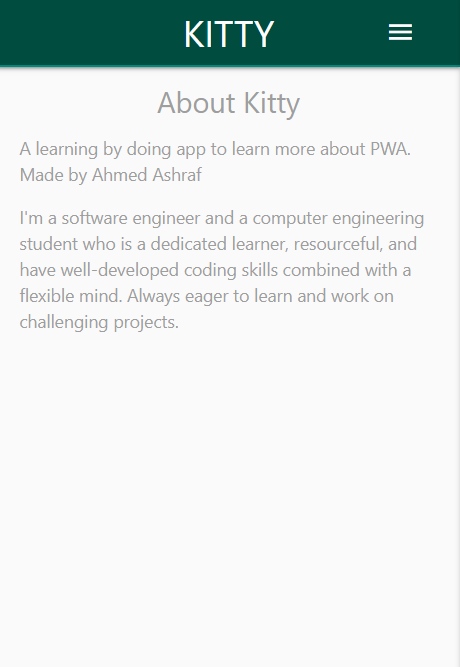 KITTY
About Kitty
A learning by doing app to learn more about PWA.
Made by Ahmed Ashraf
I'm a software engineer and a computer engineering
student who is a dedicated learner, resourceful, and
have well-developed coding skills combined with a
flexible mind. Always eager to learn and work on
challenging projects.